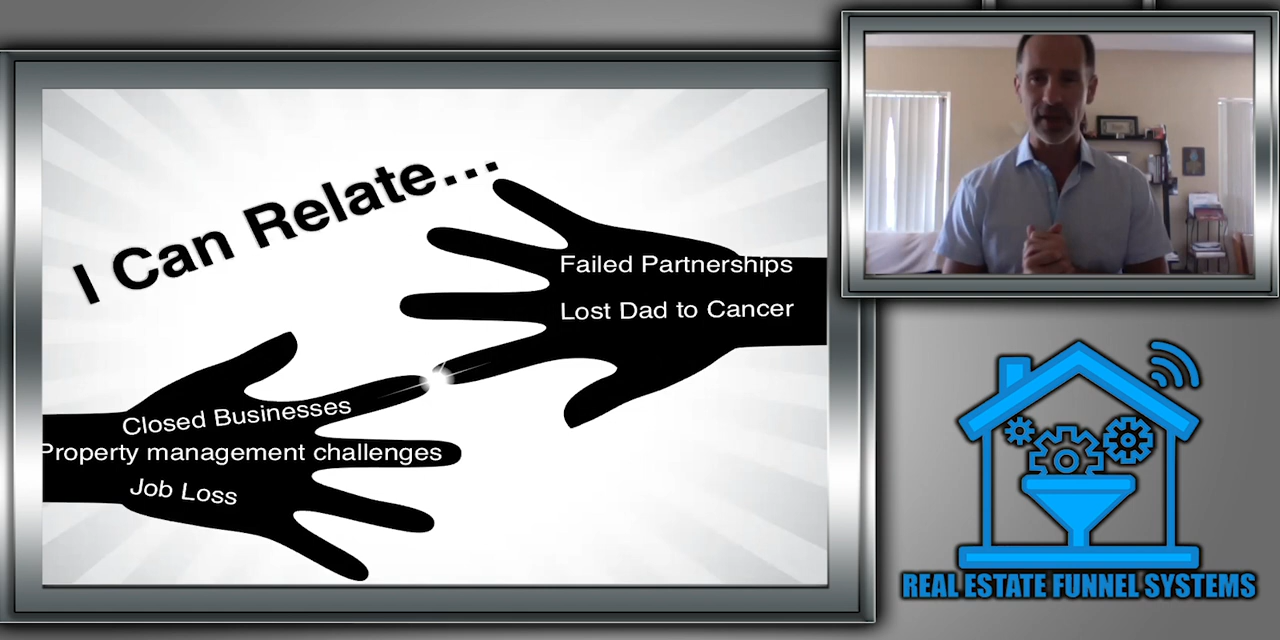 I Can Relate...
Failed Partnerships
Lost Dad to Cancer
Closed Businesses
Property management challenges
Job Loss
REAL ESTATE FUNNEL SYSTEMS